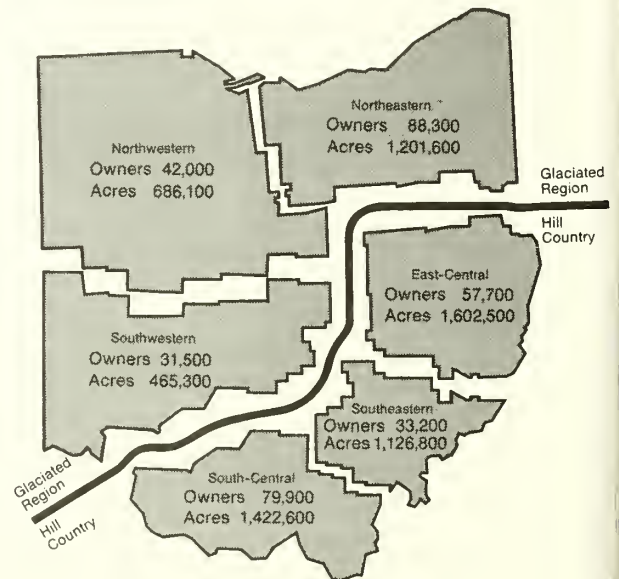 Northeastern
Owners 88,300
Acres 1,201,600
Northwestern
Owners 42,000
Acres 686,100
Glaciated
Region
Hill
Country
East-Central
Owners 57,700
Acres 1,602,500
Southwestern
Owners 31,500
Acres 465,300
Southeastern
Owners 33,200
Acres 1,126,800
South-Central
Owners 79,900
Acres 1,422,600
Glaciated
Region
Hill
Country